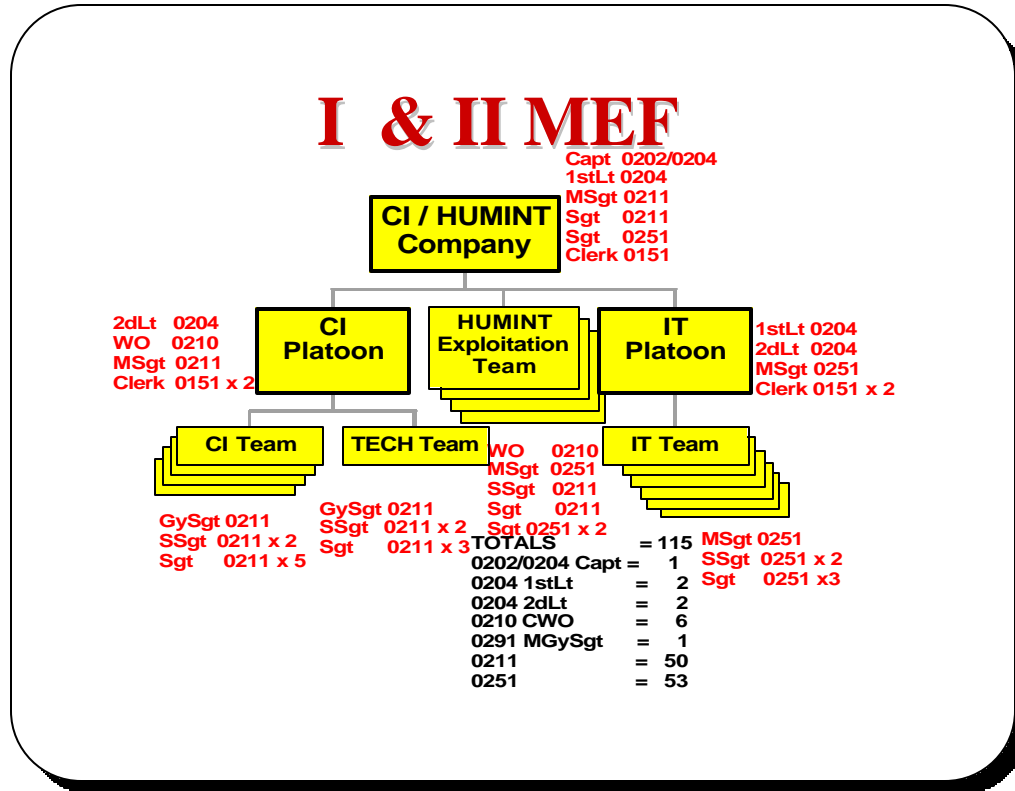 I & II MEF
Capt 0202/0204
1stLt 0204
MSgt 0211
Sgt 0211
Sgt 0251
Clerk 0151
CI / HUMINT
Company
2dLt 0204
WO 0210
MSgt 0211
Clerk 0151 x 2
CI
Platoon
HUMINT
Exploitation
Team
IT
Platoon
1stLt 0204
2dLt 0204
MSgt 0251
Clerk 0151 x 2
CI Team
TECH Team
IT Team
GySgt 0211
SSgt 0211 x 2
Sgt 0211 x 5
GySgt 0211
SSgt 0211 x 2
Sgt 0211 x 3
WO 0210
MSgt 0251
SSgt 0211
Sgt 0211
Sgt 0251 x 2
MSgt 0251
SSgt 0251 x 2
Sgt 0251 x3
TOTALS = 115
0202/0204 Capt = 1
0204 1stLt = 2
0204 2dLt = 2
0210 CWO = 6
0291 MGySgt = 1
0211 = 50
0251 = 53